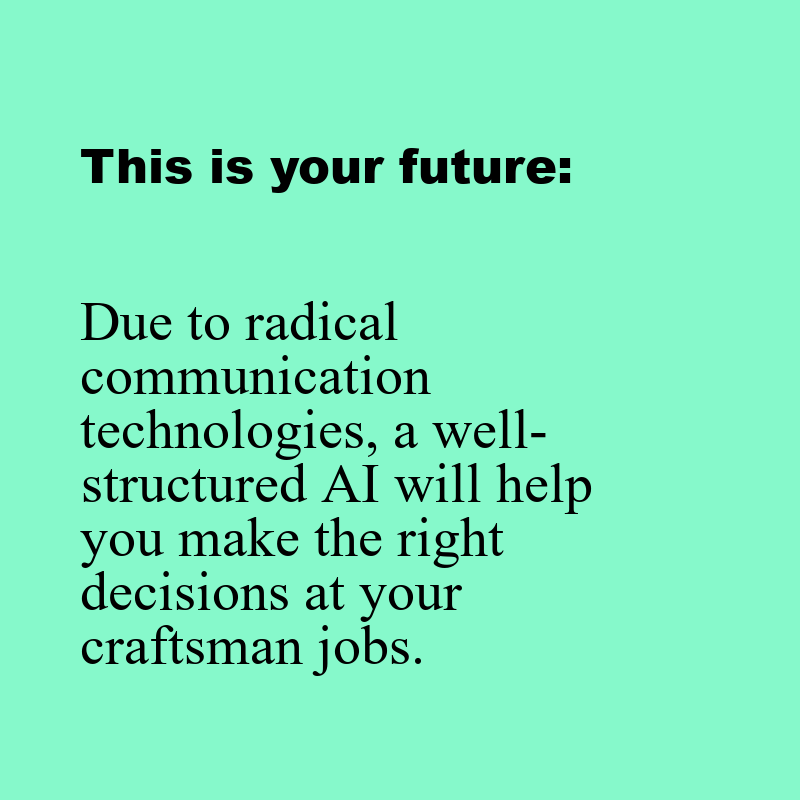 This is your future:
Due to radical
communication
technologies, a well-
structured AI will help
you make the right
decisions at your
craftsman jobs.